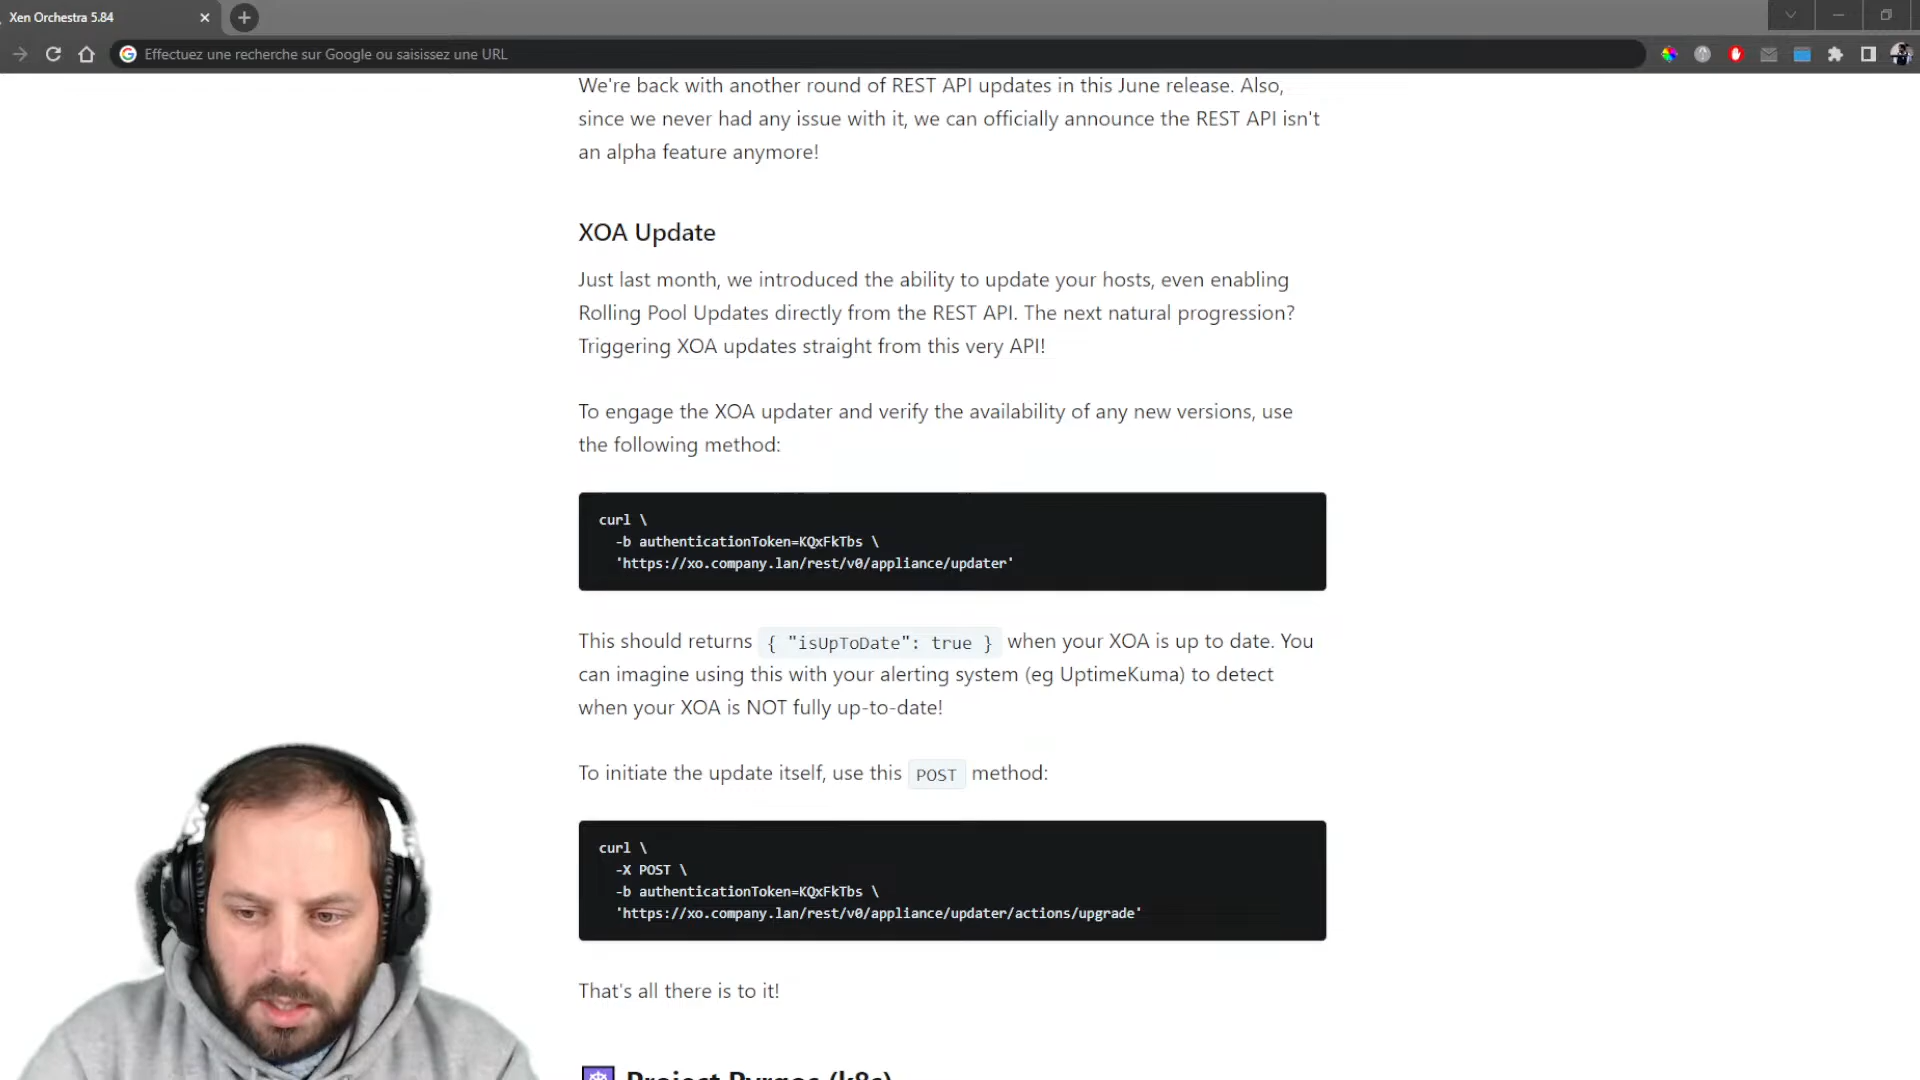 Xen Orchestra 5.84
Effectuez une recherche sur Google ou saisissez une URL
We're back with another round of REST API updates in this June release. Also,
since we never had any issue with it, we can officially announce the REST API isn't
an alpha feature anymore!
XOA Update
Just last month, we introduced the ability to update your hosts, even enabling
Rolling Pool Updates directly from the REST API. The next natural progression?
Triggering XOA updates straight from this very API!
To engage the XOA updater and verify the availability of any new versions, use
the following method:
curl \
-b authenticationToken=KQxFkTbs \
'https://xo.company.lan/rest/v0/appliance/updater'
This should returns { "isUpToDate": true } when your XOA is up to date. You
can imagine using this with your alerting system (eg UptimeKuma) to detect
when your XOA is NOT fully up-to-date!
To initiate the update itself, use this POST method:
curl \
-X POST \
-b authenticationToken=KQxFkTbs \
'https://xo.company.lan/rest/v0/appliance/updater/actions/upgrade'
That's all there is to it!
Project Pyrgos (k8s)